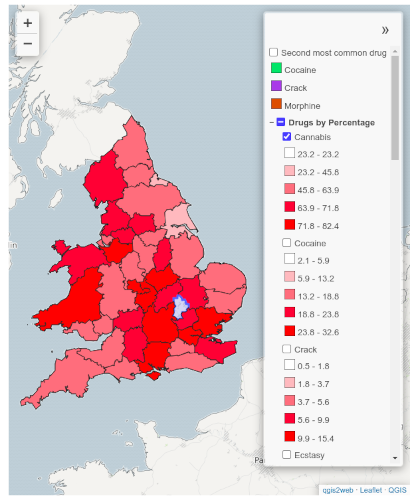 +
−
»
Second most common drug
Cocaine
Crack
Morphine
− Drugs by Percentage
Cannabis
23.2 - 23.2
23.2 - 45.8
45.8 - 63.9
63.9 - 71.8
71.8 - 82.4
Cocaine
2.1 - 5.9
5.9 - 13.2
13.2 - 18.8
18.8 - 23.8
23.8 - 32.6
Crack
0.5 - 1.8
1.8 - 3.7
3.7 - 5.6
5.6 - 9.9
9.9 - 15.4
Ecstasy
qgis2web · Leaflet · QGIS